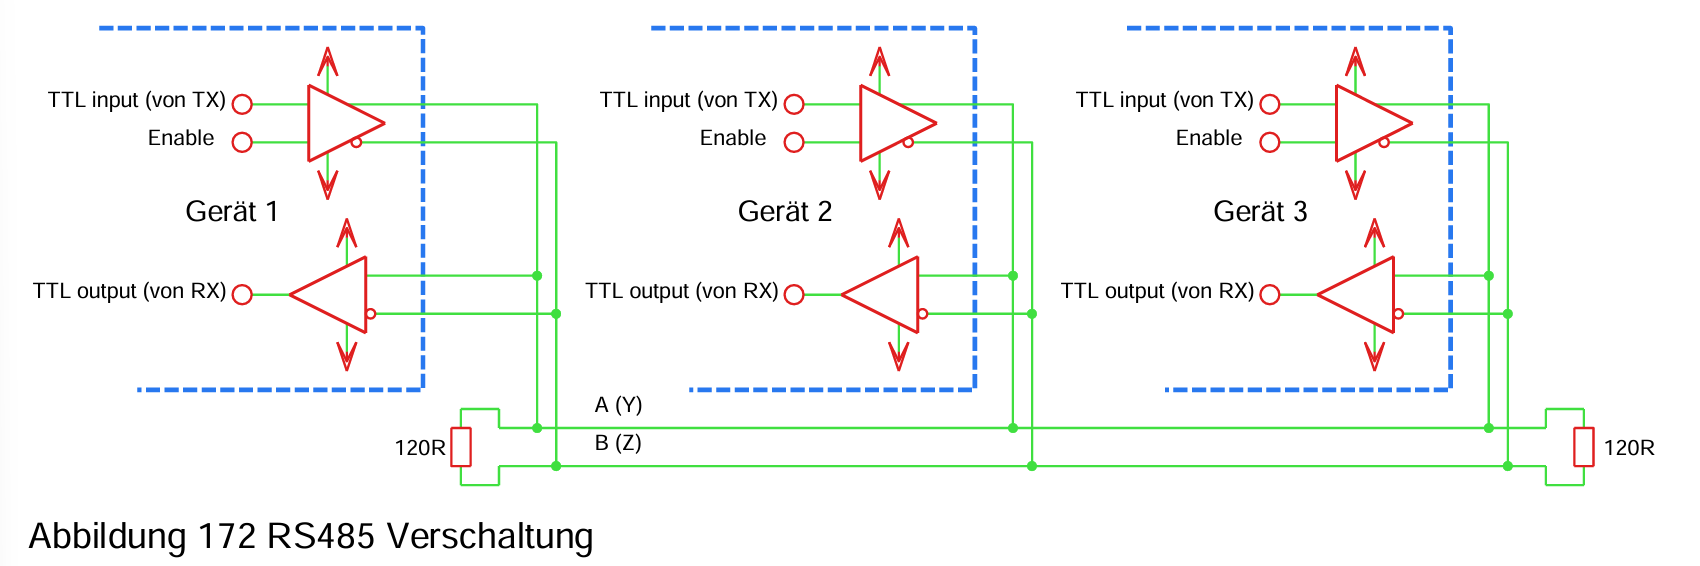 TTL input (von TX)
Enable
Gerät 1
TTL output (von RX)
TTL input (von TX)
Enable
Gerät 2
TTL output (von RX)
TTL input (von TX)
Enable
Gerät 3
TTL output (von RX)
A (Y)
B (Z)
120R
120R
Abbildung 172 RS485 Verschaltung